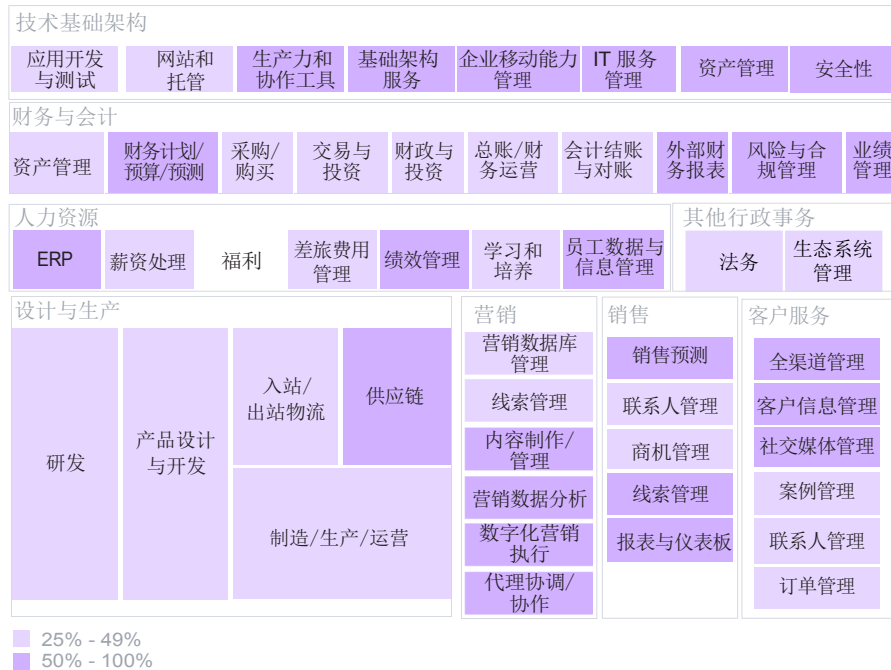 技术基础架构
应用开发
与测试
网站和
托管
生产力和
协作工具
基础架构
服务
企业移动能力
管理
IT 服务
管理
资产管理
安全性
财务与会计
资产管理
财务计划/
预算/预测
采购/
购买
交易与
投资
财政与
投资
总账/财
务运营
会计结账
与对账
外部财
务报表
风险与合
规管理
业绩
管理
人力资源
ERP
薪资处理
福利
差旅费用
管理
绩效管理
学习和
培养
员工数据与
信息管理
其他行政事务
法务
生态系统
管理
设计与生产
研发
产品设计
与开发
入站/
出站物流
供应链
制造/生产/运营
营销
营销数据库
管理
线索管理
内容制作/
管理
营销数据分析
数字化营销
执行
代理协调/
协作
销售
销售预测
联系人管理
商机管理
线索管理
报表与仪表板
客户服务
全渠道管理
客户信息管理
社交媒体管理
案例管理
联系人管理
订单管理
25% - 49%
50% - 100%